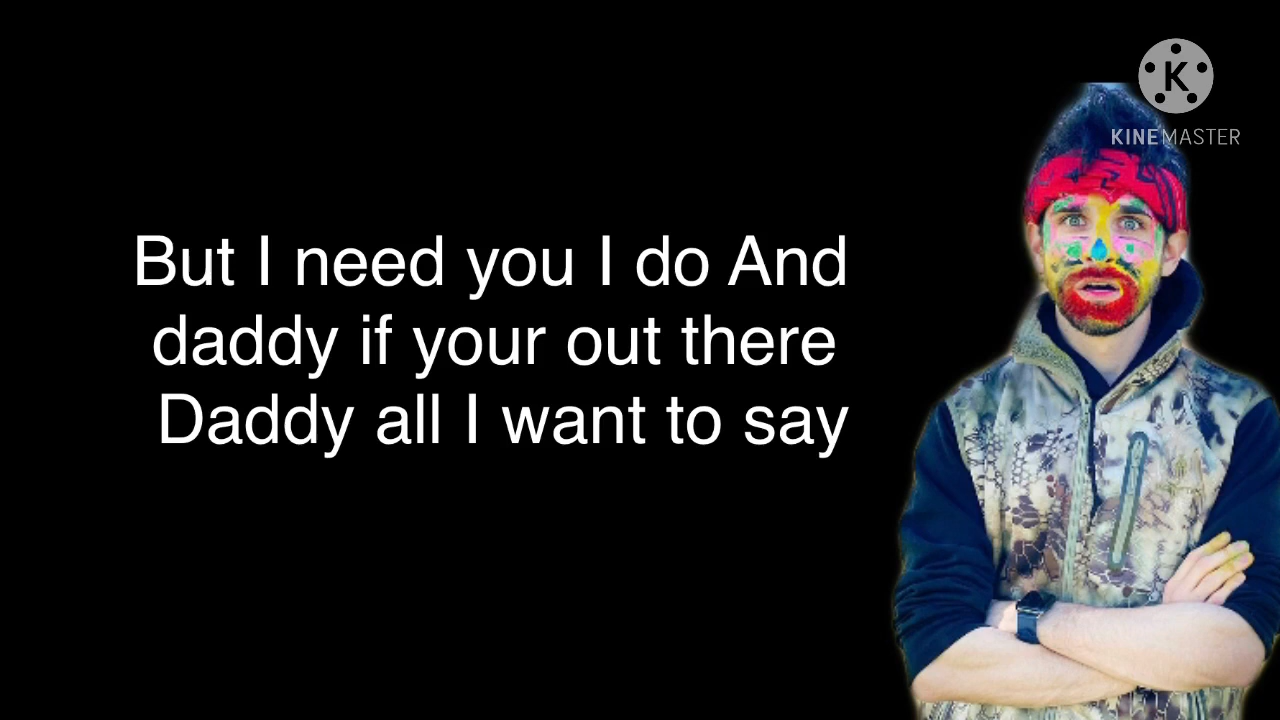 But I need you I do And
daddy if your out there
Daddy all I want to say
K
KINEMASTER